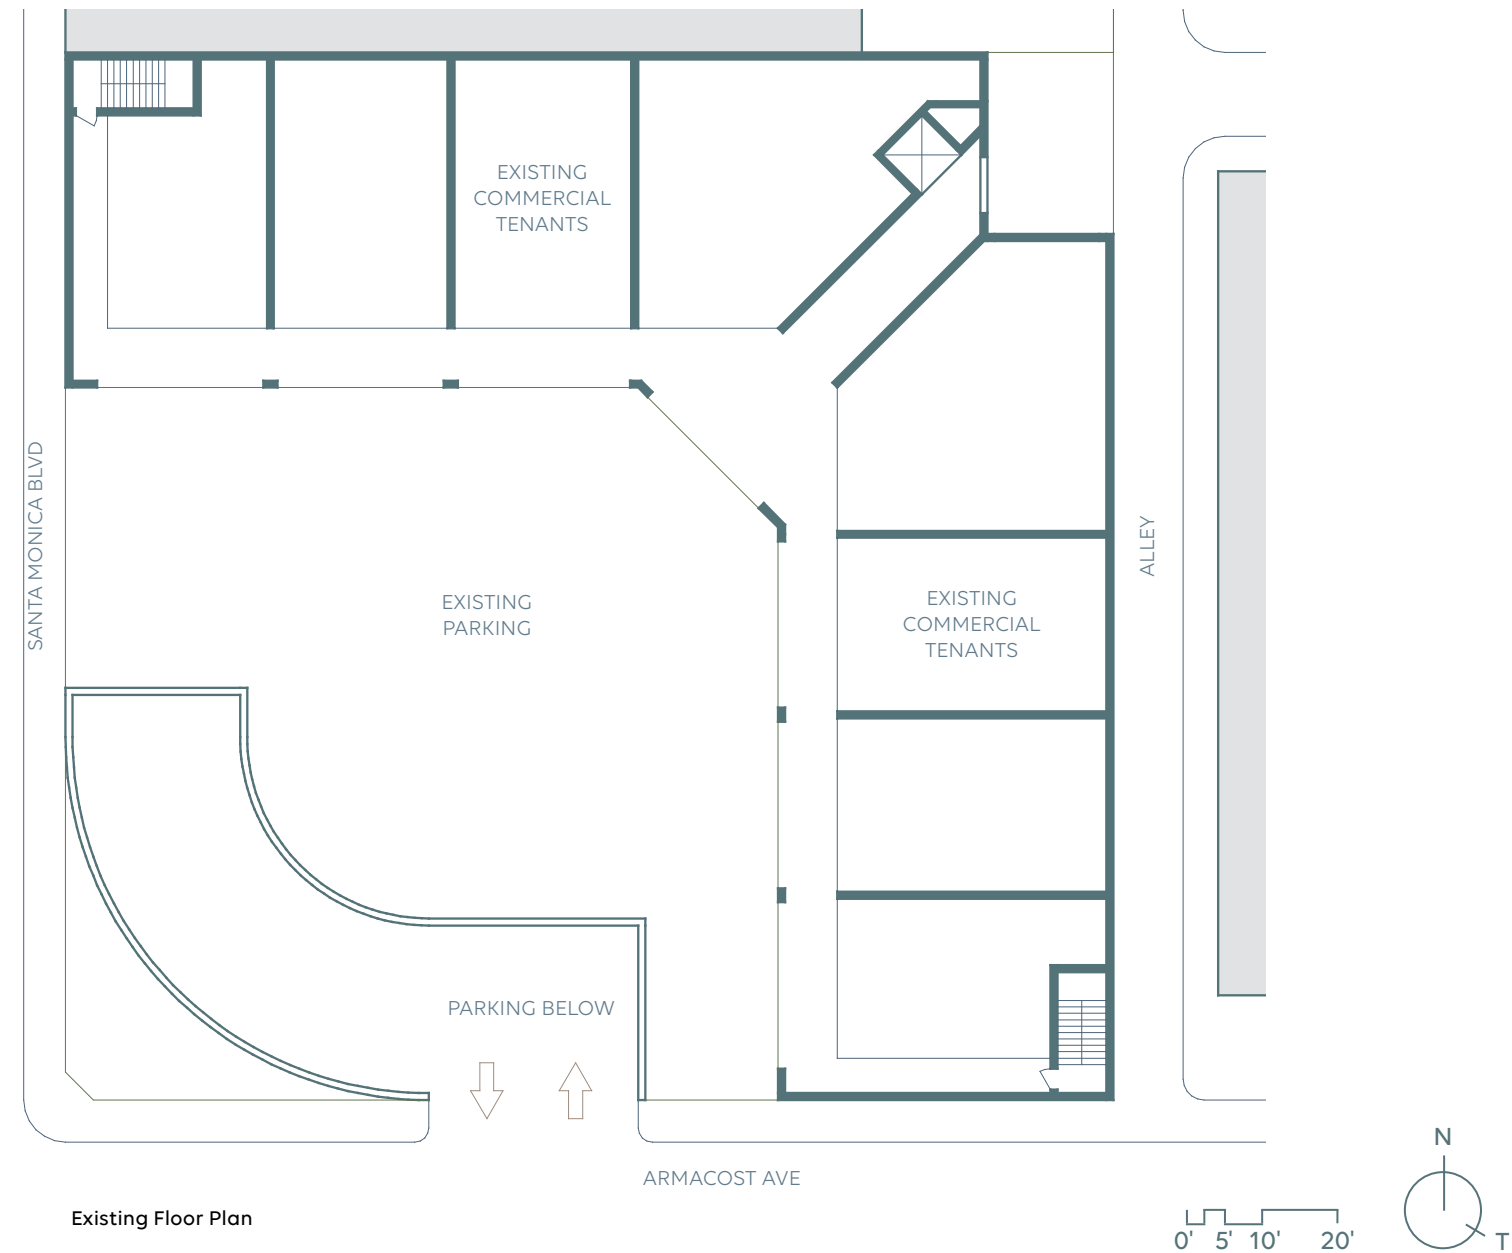 EXISTING
COMMERCIAL
TENANTS
SANTA MONICA BLVD
ALLEY
EXISTING
PARKING
EXISTING
COMMERCIAL
TENANTS
PARKING BELOW
ARMACOST AVE
Existing Floor Plan
0' 5' 10' 20'
N
T